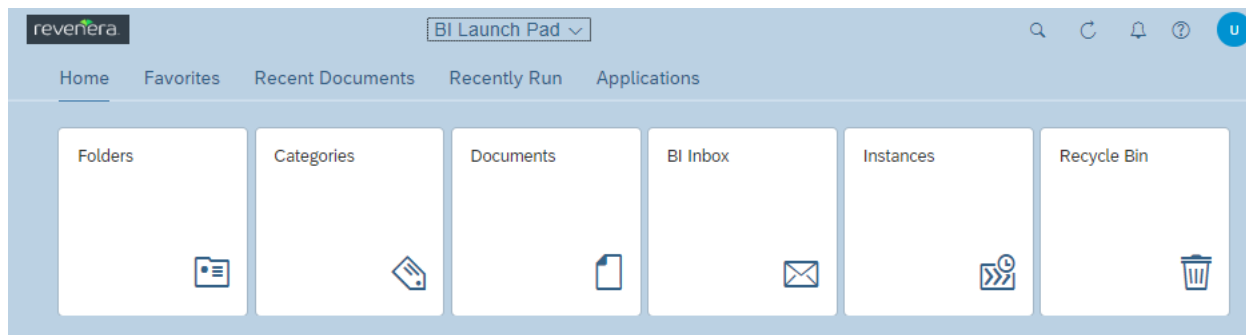 revenera.
BI Launch Pad
U
Home Favorites Recent Documents Recently Run Applications
Folders Categories Documents BI Inbox Instances Recycle Bin